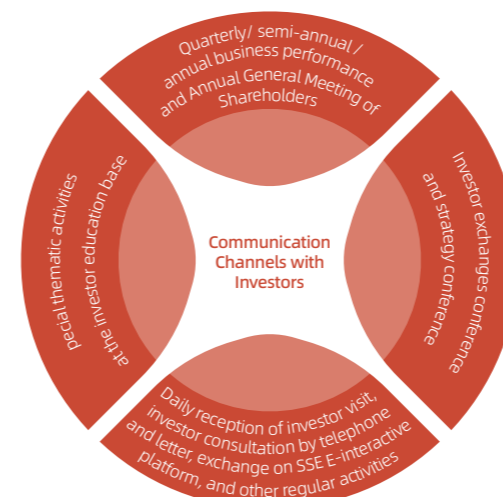 Quarterly/ semi-annual /
annual business performance
and Annual General Meeting of
Shareholders
Investor exchanges conference
and strategy conference
Communication
Channels with
Investors
pecial thematic activities
at the investor education base
Daily reception of investor visit,
investor consultation by telephone
and letter, exchange on SSE E-interactive
platform, and other regular activities